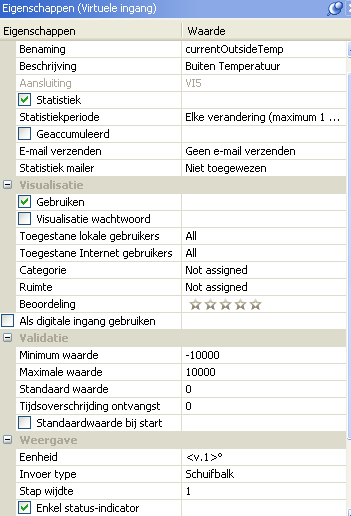 Eigenschappen (Virtuele ingang)
Eigenschappen Waarde
Benaming currentOutsideTemp
Beschrijving Buiten Temperatuur
Aansluiting VI5
Statistiek
Statistiekperiode Elke verandering (maximum 1 ...
Geaccumuleerd
E-mail verzenden Geen e-mail verzenden
Statistiek mailer Niet toegewezen
Visualisatie
Gebruiken
Visualisatie wachtwoord
Toegestane lokale gebruikers All
Toegestane Internet gebruikers All
Categorie Not assigned
Ruimte Not assigned
Beoordeling
Als digitale ingang gebruiken
Validatie
Minimum waarde -10000
Maximale waarde 10000
Standaard waarde 0
Tijdsoverschrijding ontvangst 0
Standaardwaarde bij start
Weergave
Eenheid <v.1>°
Invoer type Schuifbalk
Stap wijdte 1
Enkel status-indicator